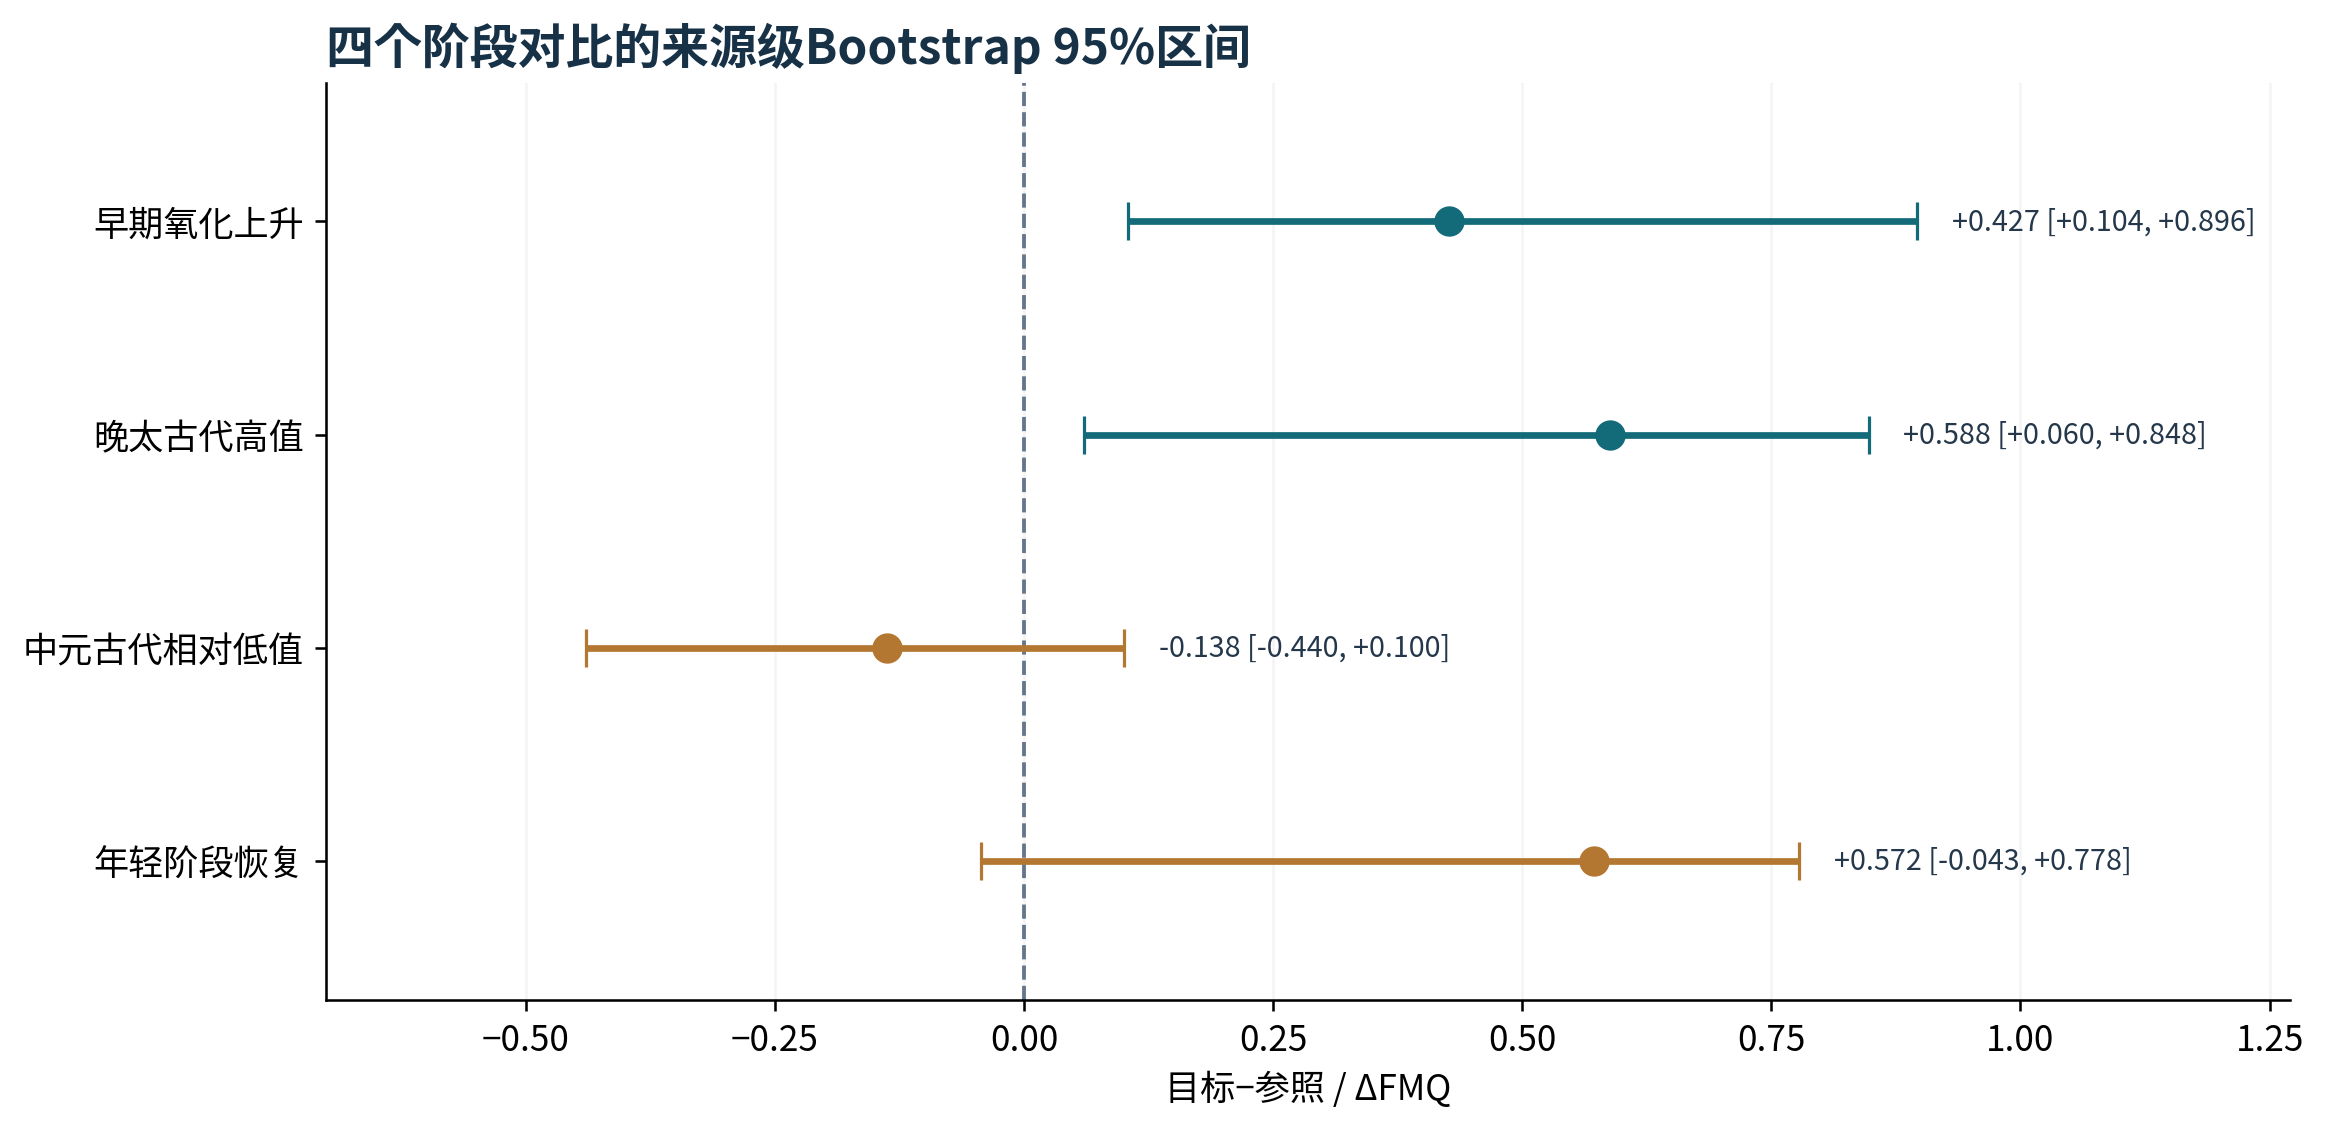 四个阶段对比的来源级Bootstrap 95%区间
早期氧化上升
+0.427 [+0.104, +0.896]
晚太古代高值
+0.588 [+0.060, +0.848]
中元古代相对低值
-0.138 [-0.440, +0.100]
年轻阶段恢复
+0.572 [-0.043, +0.778]
−0.50 −0.25 0.00 0.25 0.50 0.75 1.00 1.25
目标−参照 / ΔFMQ